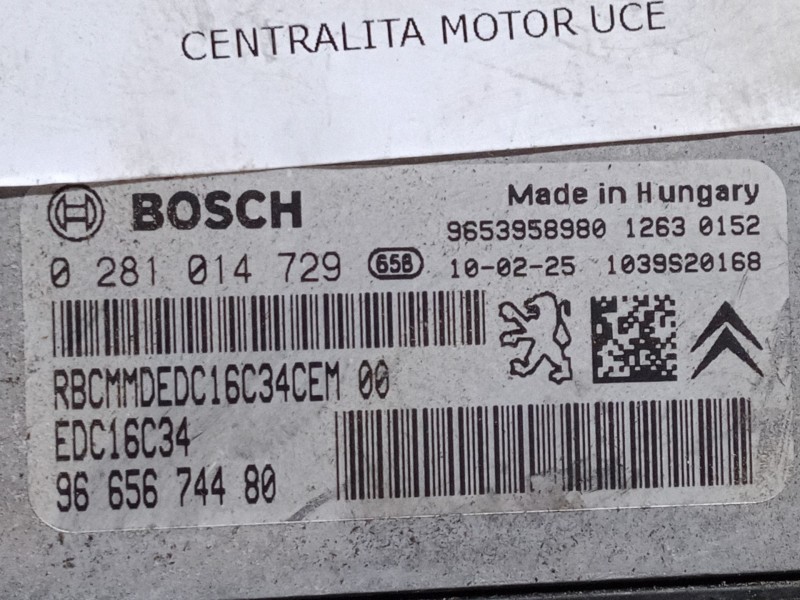 CENTRALITA MOTOR UCE
BOSCH
Made in Hungary
9653958980 1263 0152
0 281 014 729 658 10-02-25 1039S20168
RBCMMDEDC16C34CEM 00
EDC16C34
96 656 744 80